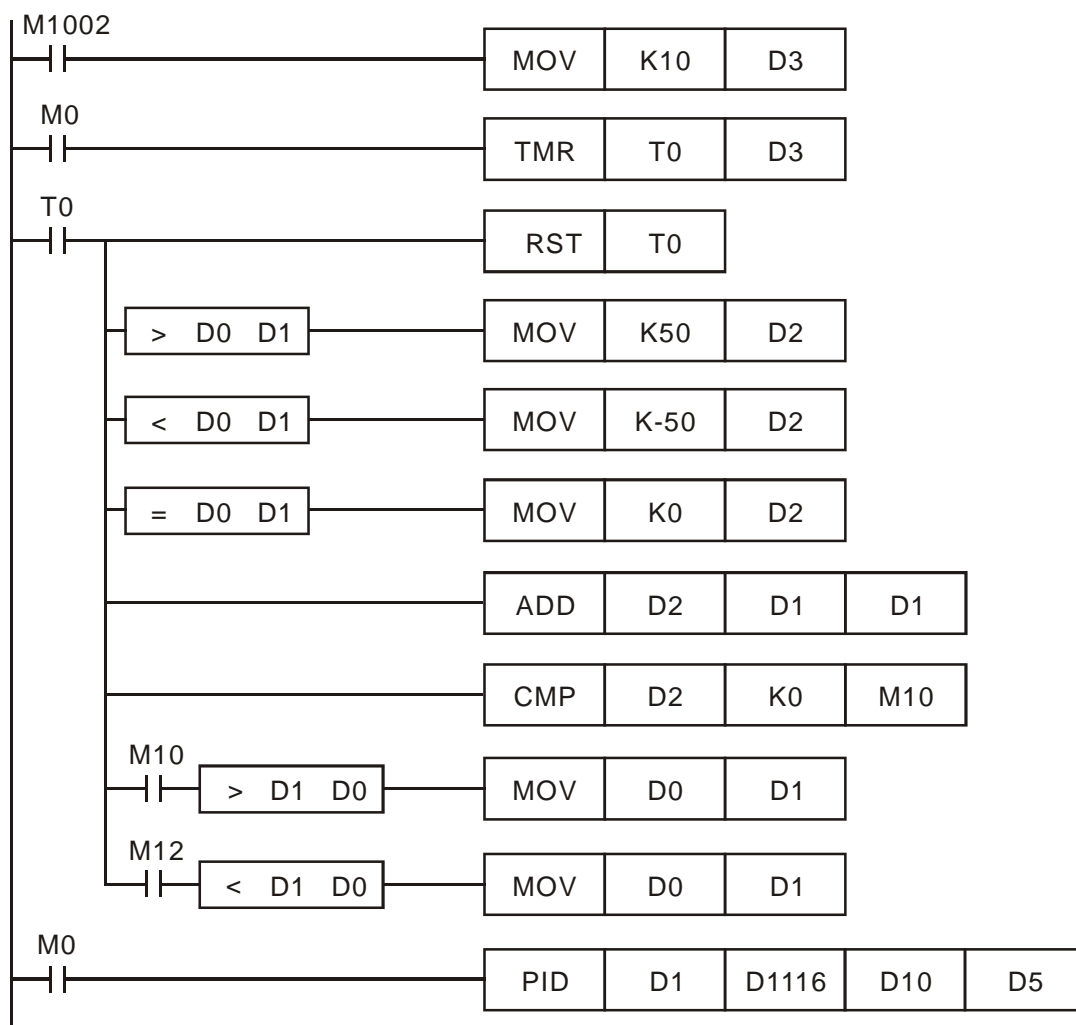 M1002
MOV K10 D3
M0
TMR T0 D3
T0
RST T0
> D0 D1 MOV K50 D2
< D0 D1 MOV K-50 D2
= D0 D1 MOV K0 D2
ADD D2 D1 D1
CMP D2 K0 M10
M10
> D1 D0 MOV D0 D1
M12
< D1 D0 MOV D0 D1
M0
PID D1 D1116 D10 D5